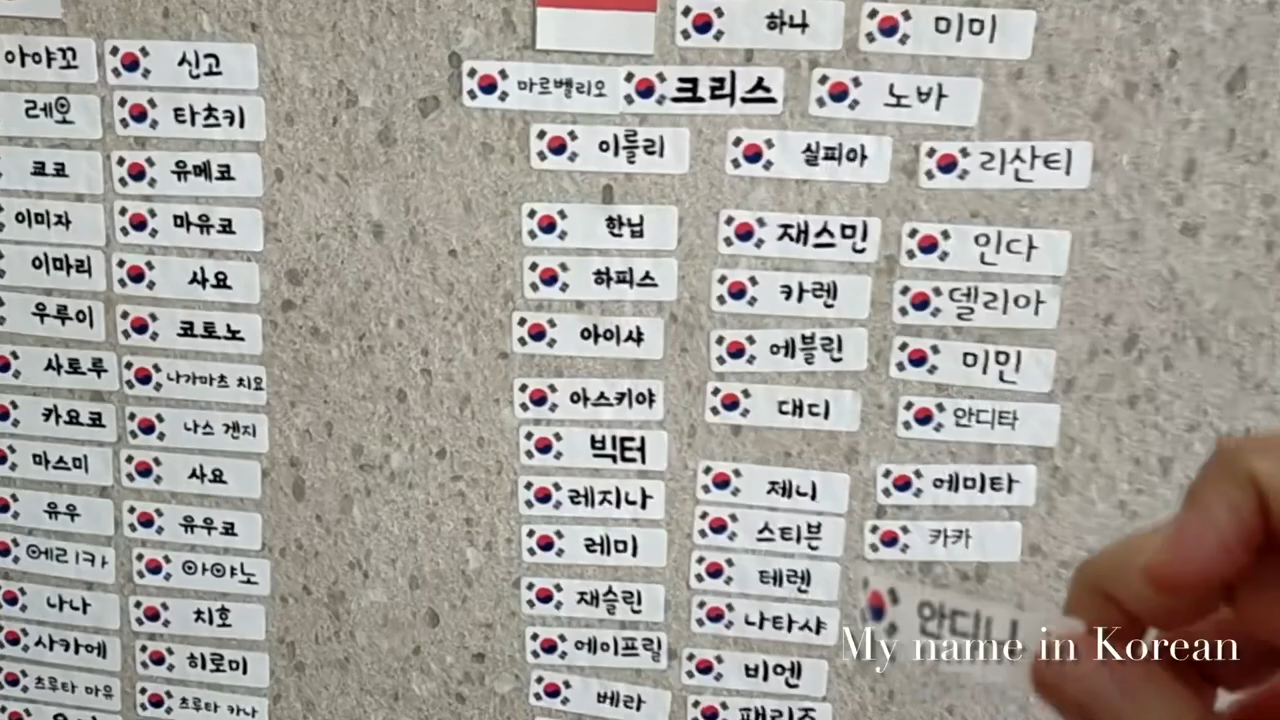 하나 미미
아야꼬 신고
마르벨리오 크리스 노바
레오 타츠키
이룰리 실피아 리산티
쿄코 유메코
이미자 마유코
한닙 재스민 인다
이마리 사요
하피스 카렌 델리아
우루이 코토노
아이샤 에블린 미민
사토루 나가마츠 치요
아스키야 대디 안디타
카요코 나스 겐지
빅터
마스미 사요
레지나 제니 에미타
유우 유우코
레미 스티븐 카카
에리카 아야노
테렌
나나 치호
재슬린 나타샤 안디니
사카에 히로미
에이프릴 비엔
츠루타 마유 츠루타 카나
베라
My name in Korean